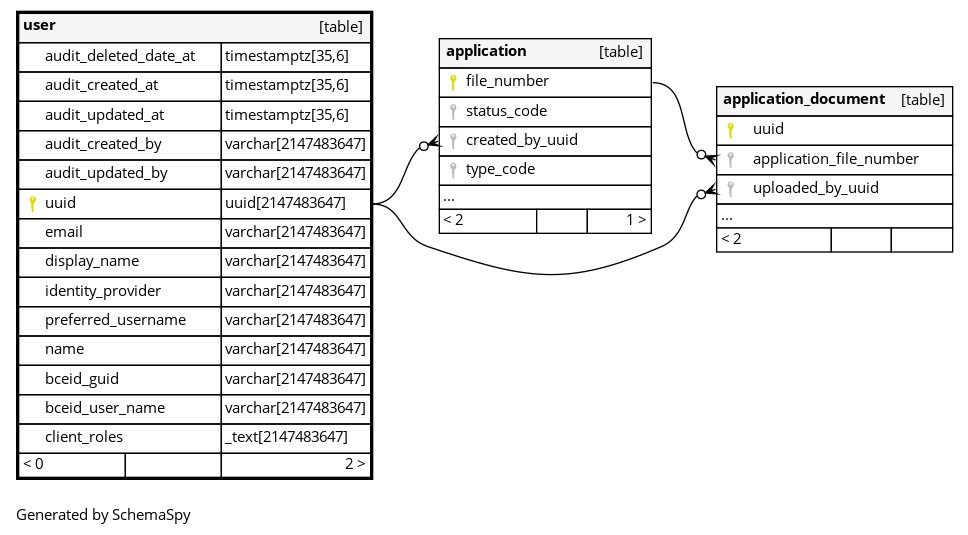 user [table]
audit_deleted_date_at timestamptz[35,6]
audit_created_at timestamptz[35,6]
audit_updated_at timestamptz[35,6]
audit_created_by varchar[2147483647]
audit_updated_by varchar[2147483647]
uuid uuid[2147483647]
email varchar[2147483647]
display_name varchar[2147483647]
identity_provider varchar[2147483647]
preferred_username varchar[2147483647]
name varchar[2147483647]
bceid_guid varchar[2147483647]
bceid_user_name varchar[2147483647]
client_roles _text[2147483647]
< 0 2 >
application [table]
file_number
status_code
created_by_uuid
type_code
...
< 2 1 >
application_document [table]
uuid
application_file_number
uploaded_by_uuid
...
< 2
Generated by SchemaSpy